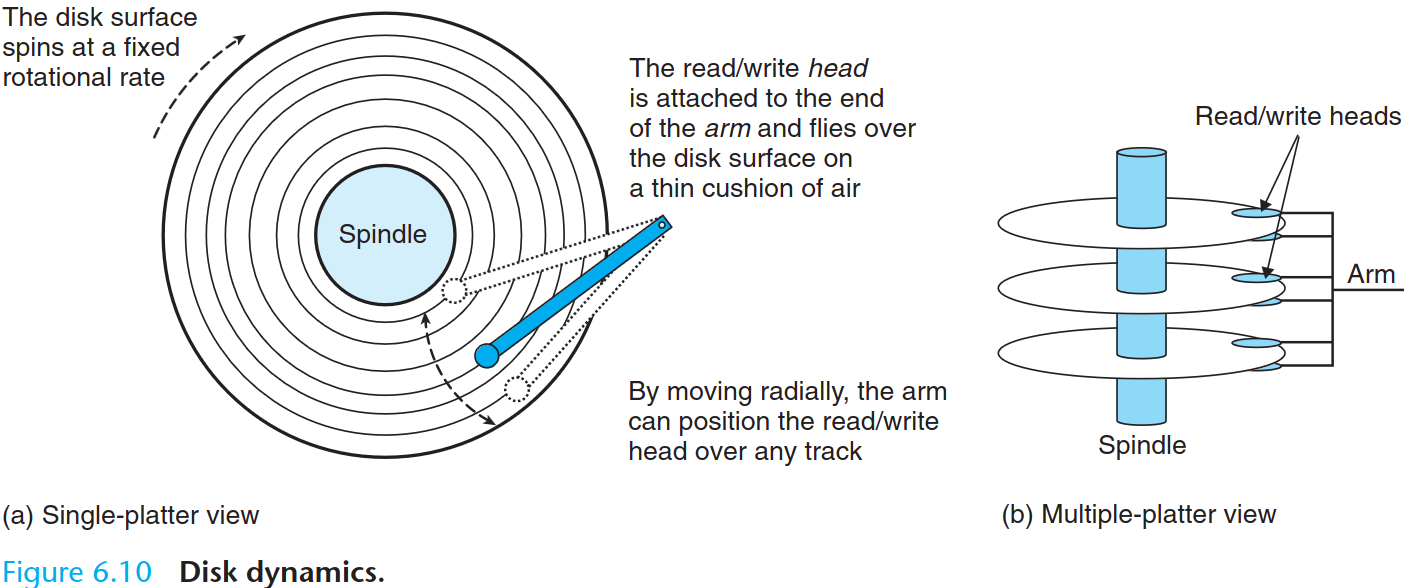 The disk surface
spins at a fixed
rotational rate
Spindle
The read/write head
is attached to the end
of the arm and flies over
the disk surface on
a thin cushion of air
By moving radially, the arm
can position the read/write
head over any track
(a) Single-platter view
Read/write heads
Arm
Spindle
(b) Multiple-platter view
Figure 6.10 Disk dynamics.